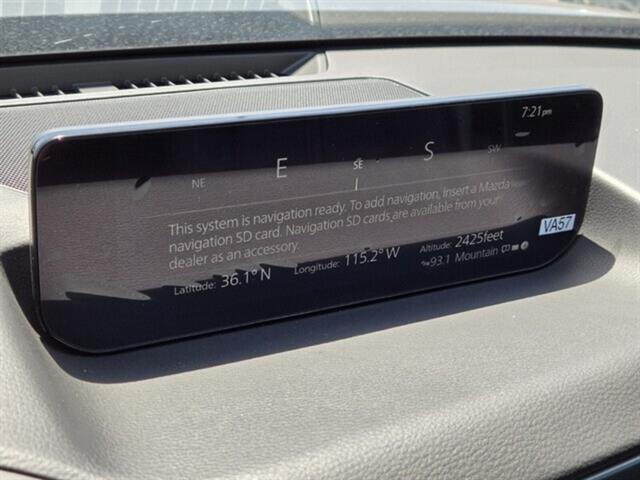 7:21pm
NE E SE S SW
This system is navigation ready. To add navigation, insert a Mazda
navigation SD card. Navigation SD cards are available from your
dealer as an accessory.
VA57
Latitude: 36.1°N Longitude: 115.2°W Altitude: 2425feet
93.1 Mountain